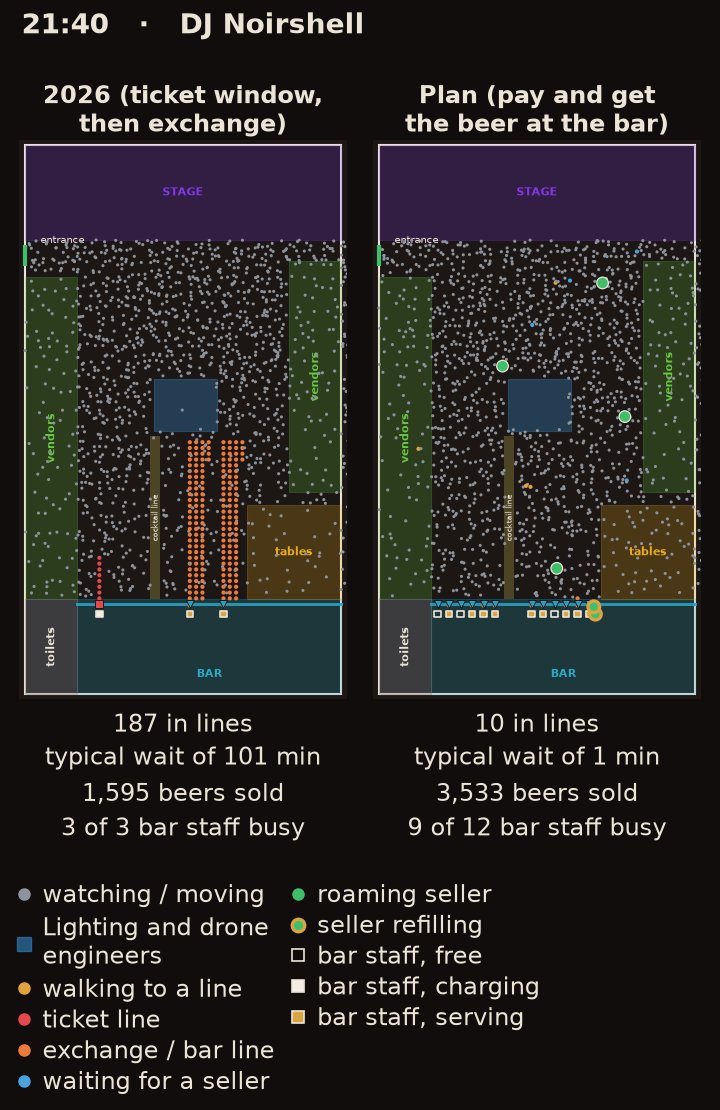 21:40 · DJ Noirshell
2026 (ticket window,
then exchange)
STAGE
entrance
vendors
vendors
cocktail line
tables
toilets
BAR
187 in lines
typical wait of 101 min
1,595 beers sold
3 of 3 bar staff busy
Plan (pay and get
the beer at the bar)
STAGE
entrance
vendors
vendors
cocktail line
tables
toilets
BAR
10 in lines
typical wait of 1 min
3,533 beers sold
9 of 12 bar staff busy
watching / moving
Lighting and drone
engineers
walking to a line
ticket line
exchange / bar line
waiting for a seller
roaming seller
seller refilling
bar staff, free
bar staff, charging
bar staff, serving